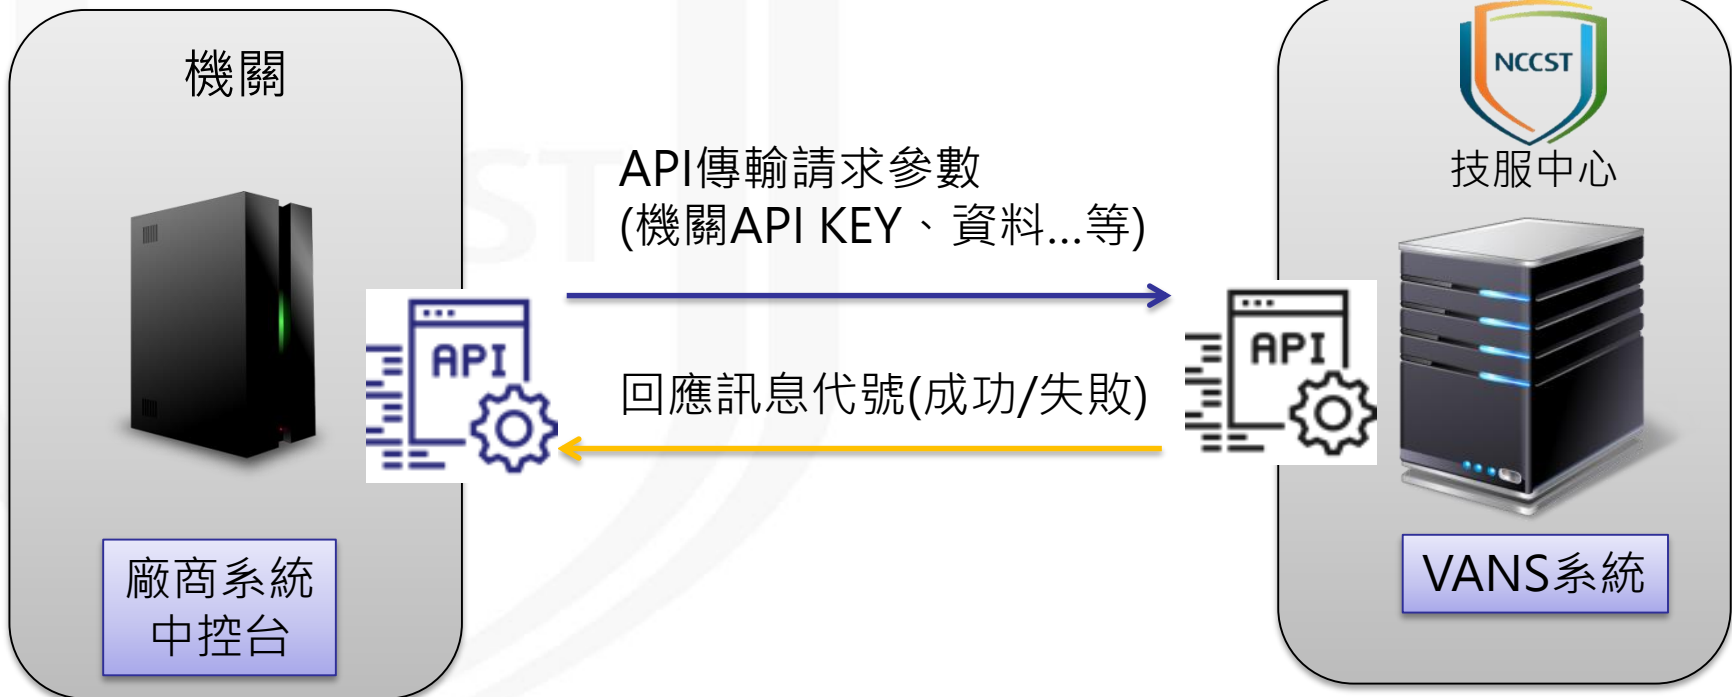 機關
NCCST
技服中心
API傳輸請求參數
(機關API KEY、資料...等)
API
API
回應訊息代號(成功/失敗)
廠商系統
中控台
VANS系統
ST